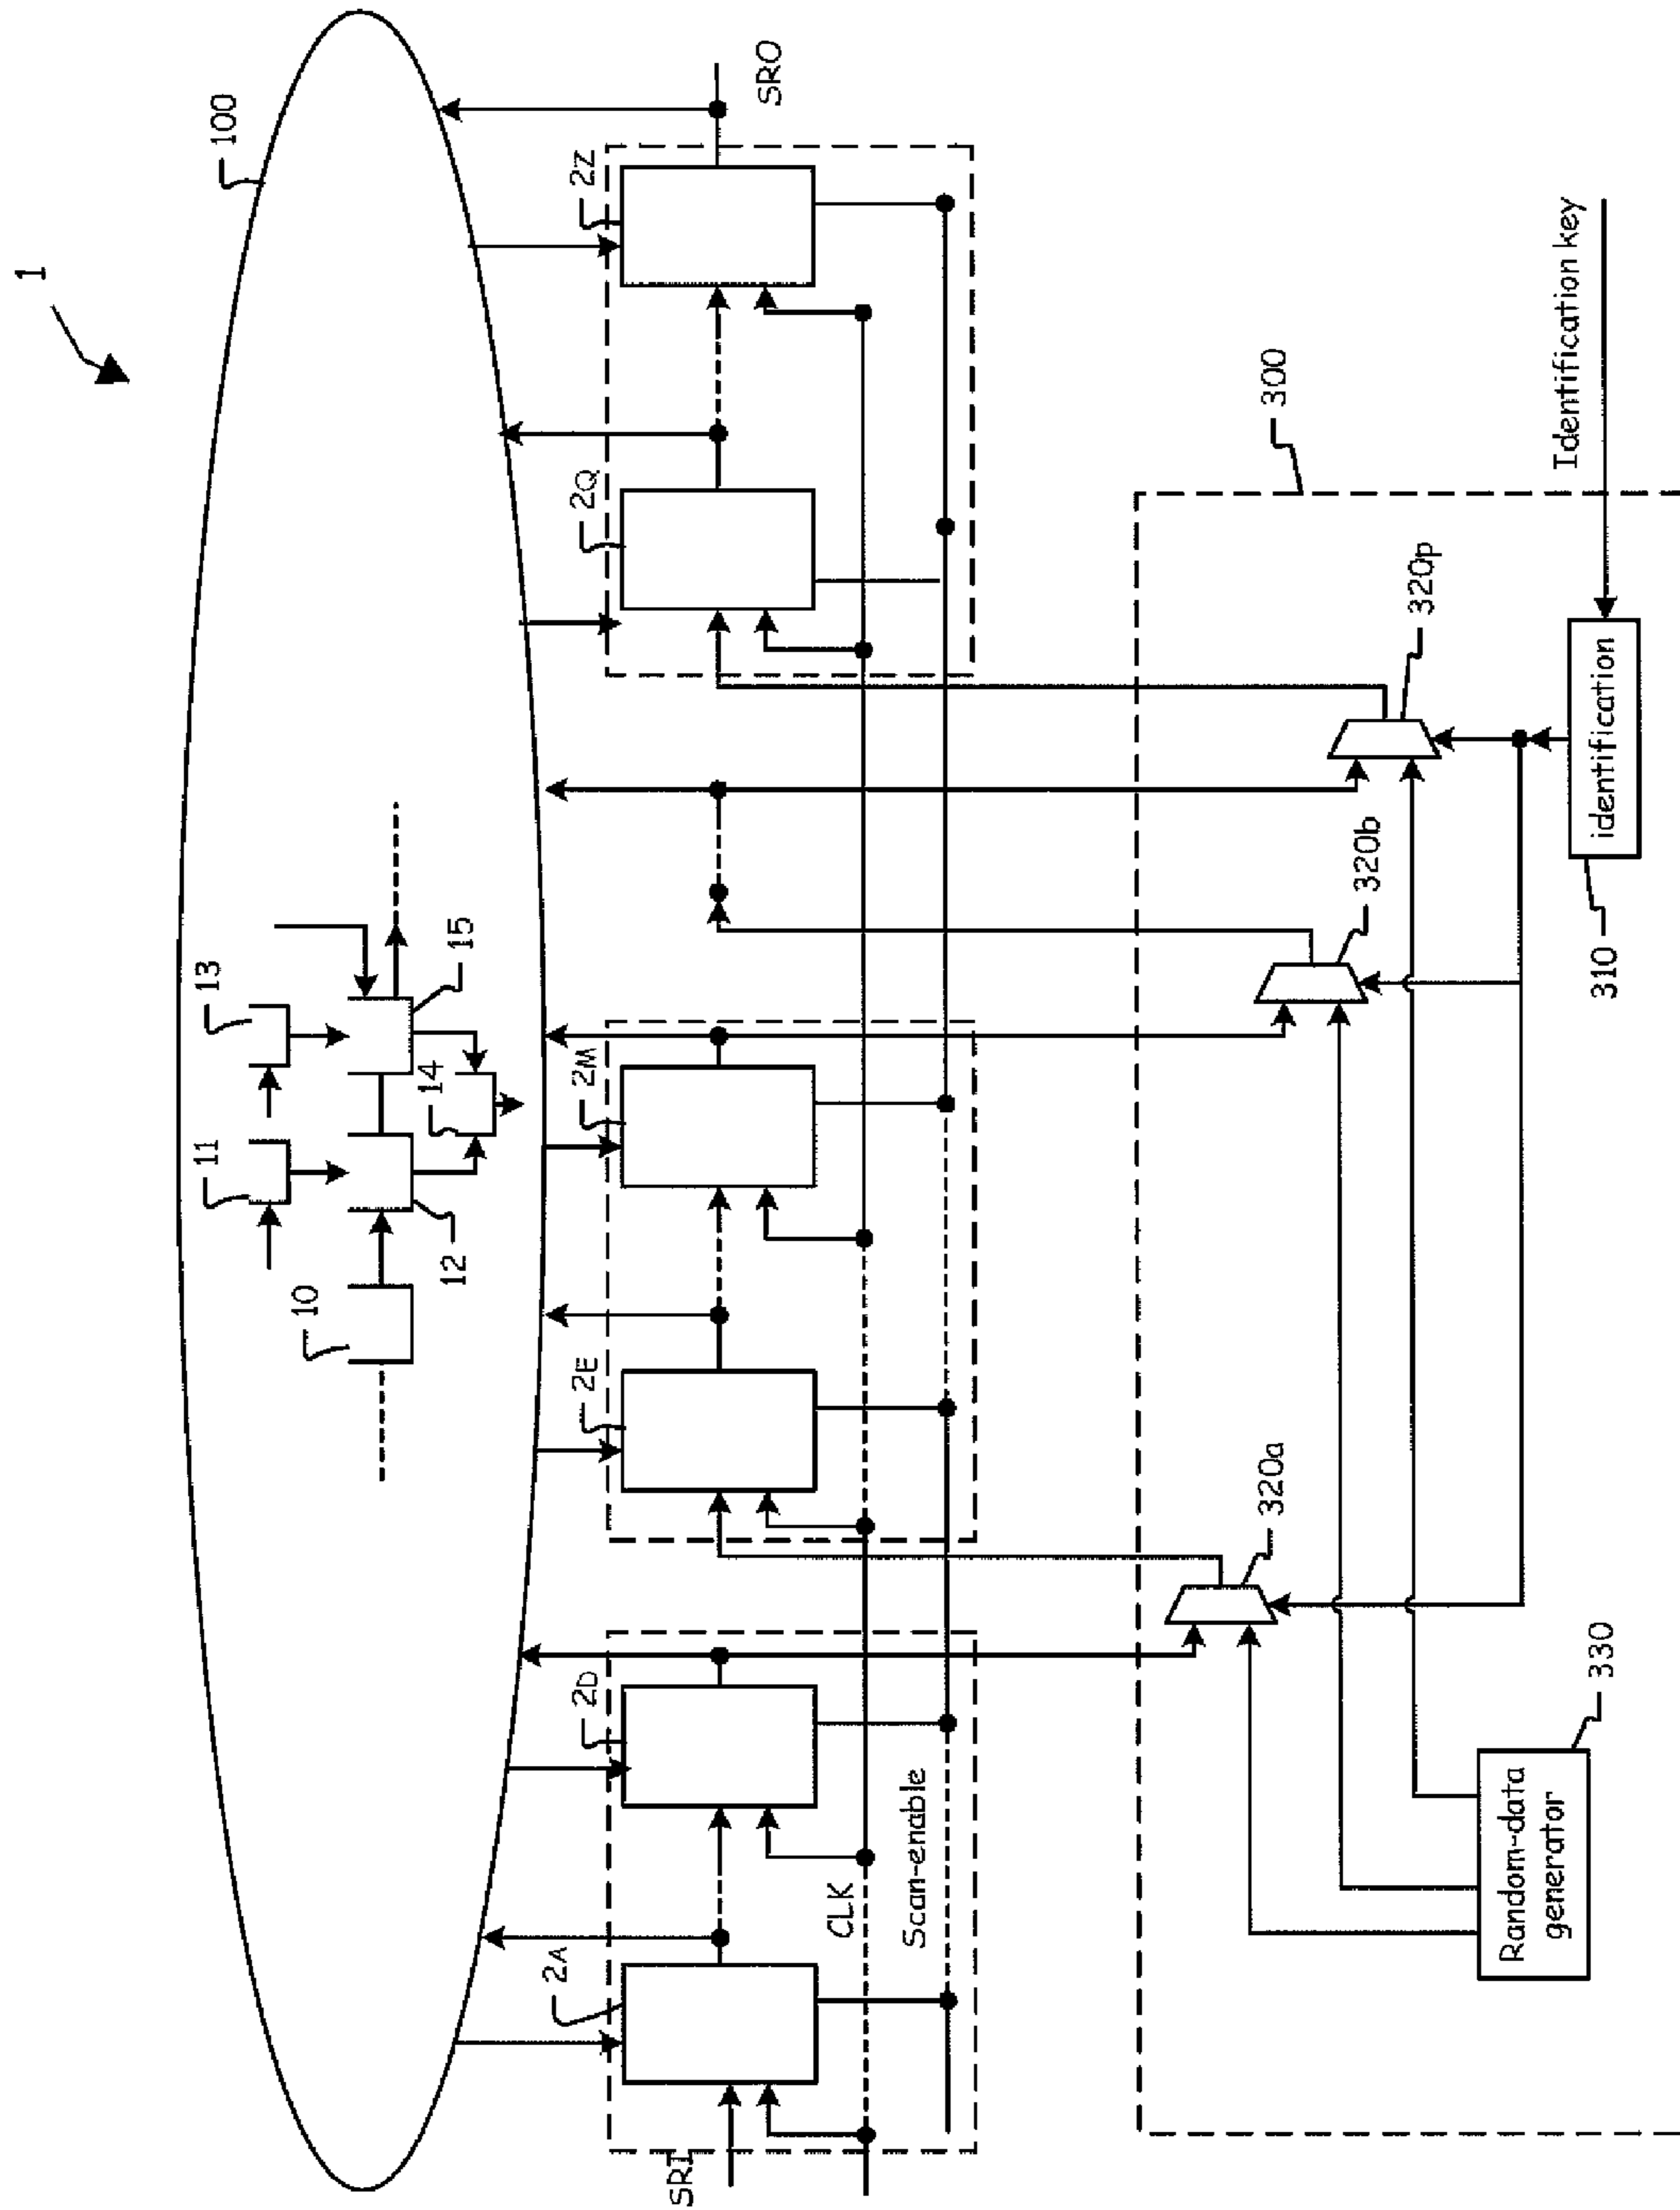 1
100
10
11
12
13
14
15
2A
2D
2E
2M
2Q
2Z
SRI
SRO
CLK
Scan-enable
300
320a
320b
320p
Random-data
generator
330
identification
310
Identification key